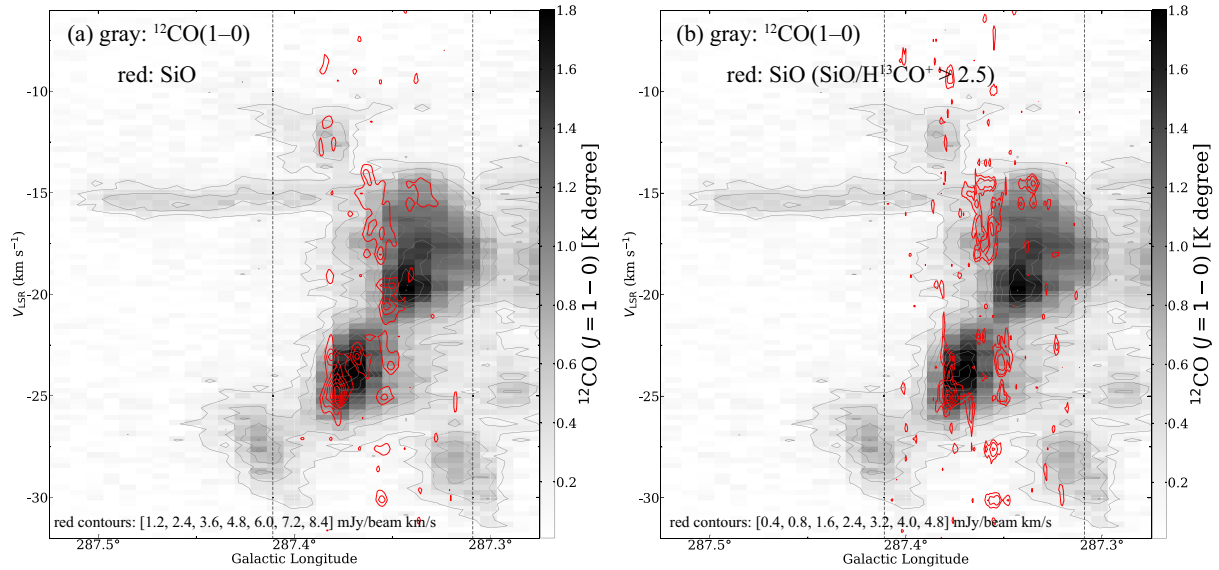 (a) gray: ¹²CO(1–0)
red: SiO
1.8
1.6
1.4
1.2
1.0
0.8
0.6
0.4
0.2
¹²CO (J = 1 − 0) [K degree]
-10
-15
-20
-25
-30
V_LSR (km s⁻¹)
red contours: [1.2, 2.4, 3.6, 4.8, 6.0, 7.2, 8.4] mJy/beam km/s
287.5° 287.4 287.3°
Galactic Longitude
(b) gray: ¹²CO(1–0)
red: SiO (SiO/H¹³CO⁺ > 2.5)
1.8
1.6
1.4
1.2
1.0
0.8
0.6
0.4
0.2
¹²CO (J = 1 − 0) [K degree]
-10
-15
-20
-25
-30
V_LSR (km s⁻¹)
red contours: [0.4, 0.8, 1.6, 2.4, 3.2, 4.0, 4.8] mJy/beam km/s
287.5° 287.4 287.3°
Galactic Longitude